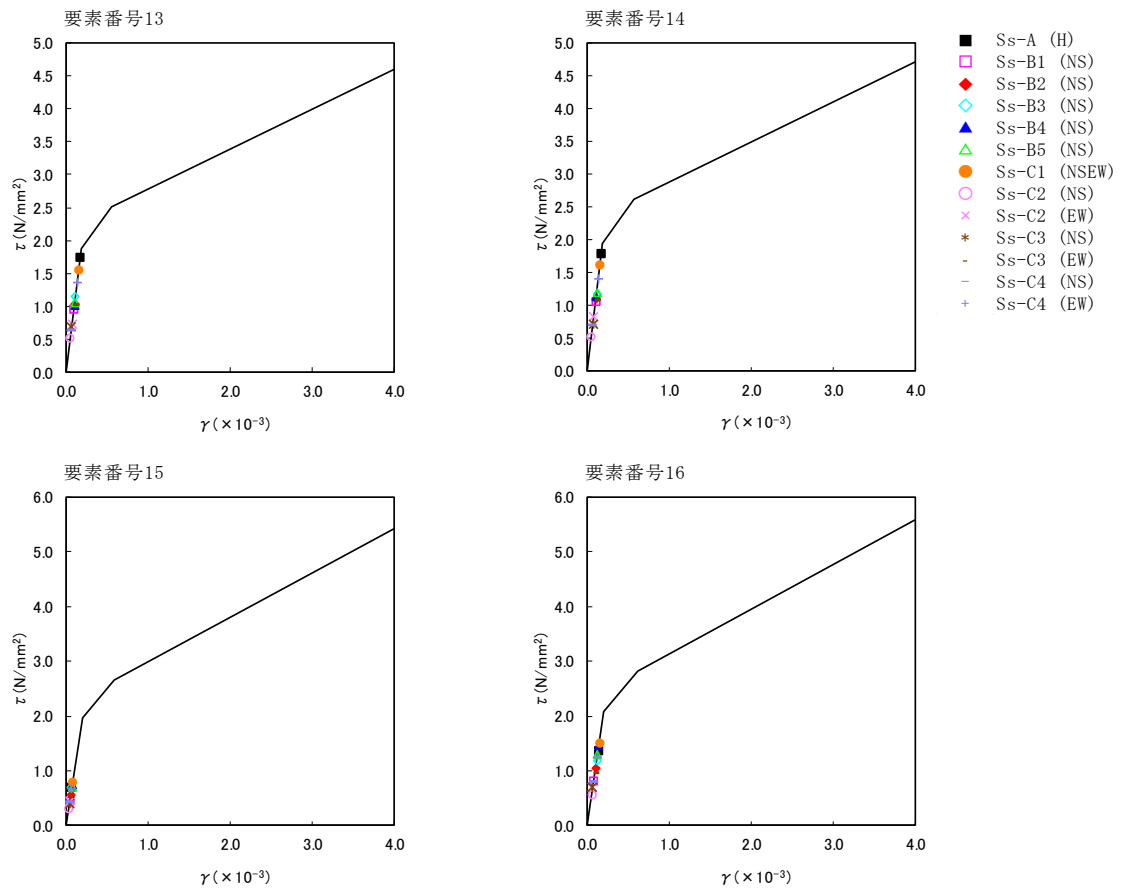 要素番号13
5.0
4.5
4.0
3.5
3.0
2.5
2.0
1.5
1.0
0.5
0.0
τ(N/mm²)
0.0 1.0 2.0 3.0 4.0
γ(×10⁻³)
要素番号14
5.0
4.5
4.0
3.5
3.0
2.5
2.0
1.5
1.0
0.5
0.0
τ(N/mm²)
0.0 1.0 2.0 3.0 4.0
γ(×10⁻³)
Ss-A (H)
Ss-B1 (NS)
Ss-B2 (NS)
Ss-B3 (NS)
Ss-B4 (NS)
Ss-B5 (NS)
Ss-C1 (NSEW)
Ss-C2 (NS)
Ss-C2 (EW)
Ss-C3 (NS)
Ss-C3 (EW)
Ss-C4 (NS)
Ss-C4 (EW)
要素番号15
6.0
5.0
4.0
3.0
2.0
1.0
0.0
τ(N/mm²)
0.0 1.0 2.0 3.0 4.0
γ(×10⁻³)
要素番号16
6.0
5.0
4.0
3.0
2.0
1.0
0.0
τ(N/mm²)
0.0 1.0 2.0 3.0 4.0
γ(×10⁻³)